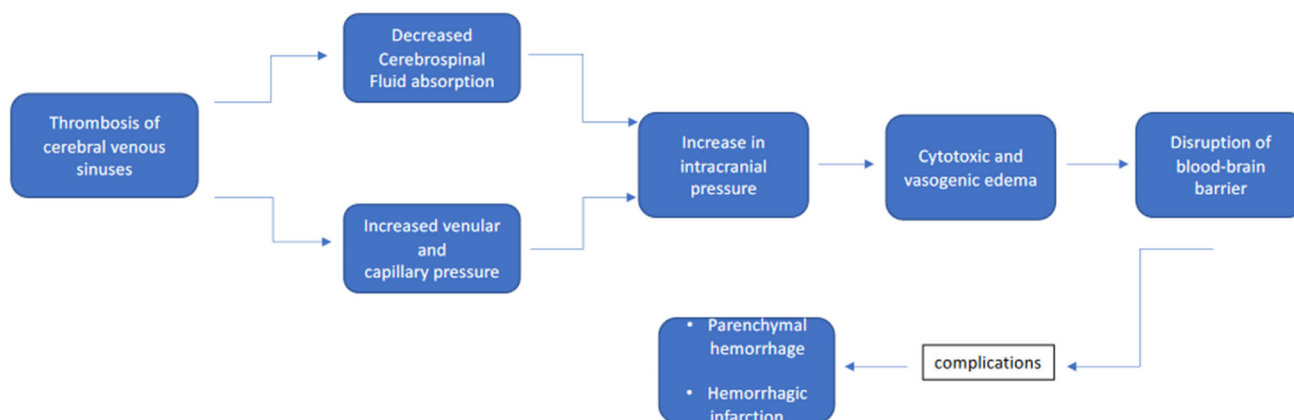 Thrombosis of
cerebral venous
sinuses
Decreased
Cerebrospinal
Fluid absorption
Increased venular
and
capillary pressure
Increase in
intracranial
pressure
Cytotoxic and
vasogenic edema
Disruption of
blood-brain
barrier
complications
• Parenchymal
hemorrhage
• Hemorrhagic
infarction